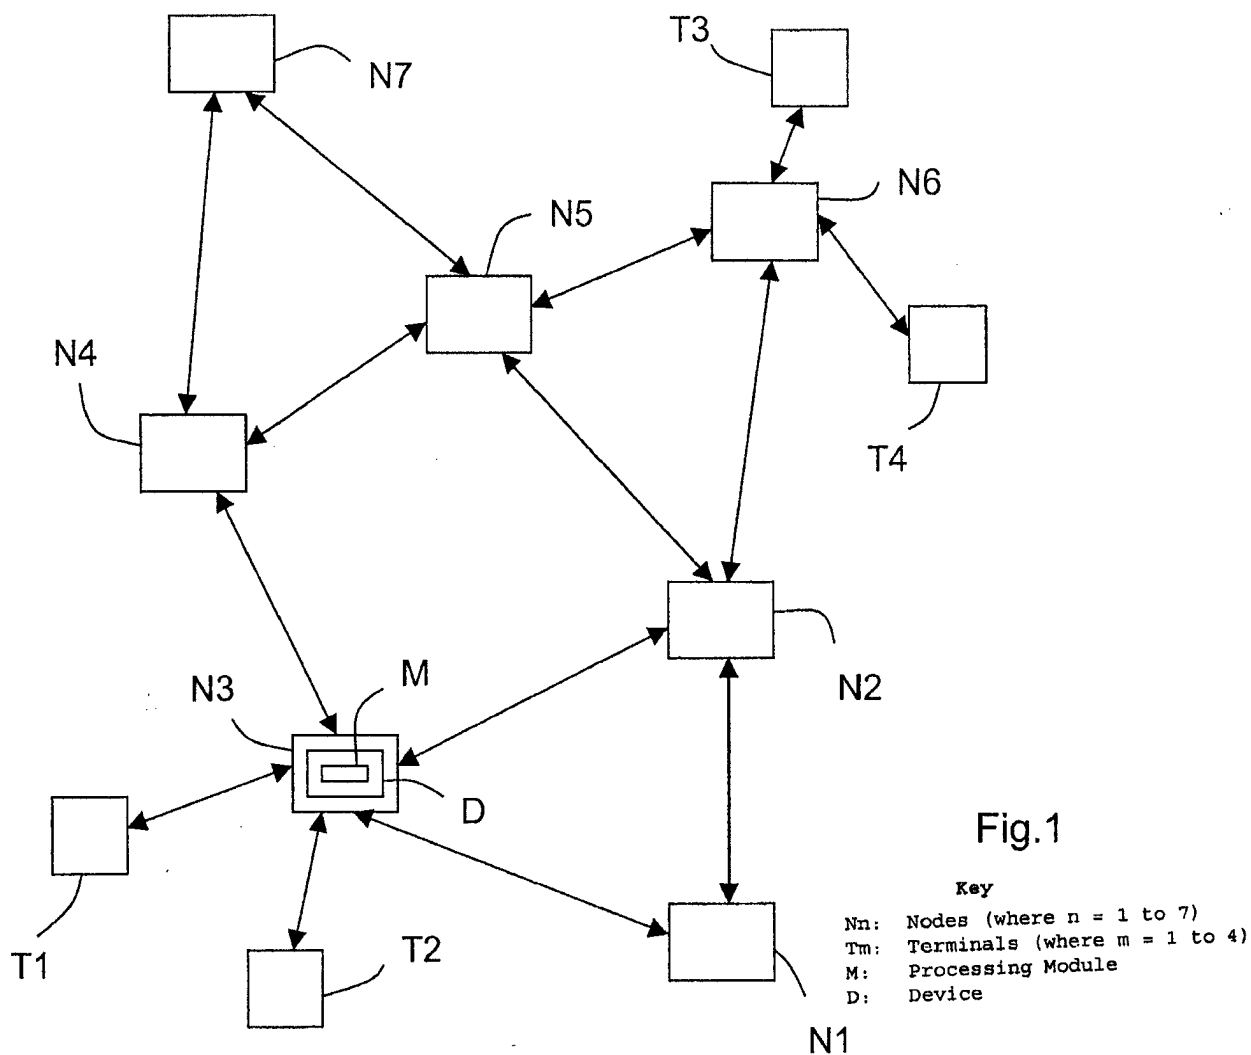 T3
N7
N6
N5
N4
T4
M
N3
N2
D
Fig.1
Key
Nn: Nodes (where n = 1 to 7)
Tm: Terminals (where m = 1 to 4)
M: Processing Module
D: Device
T2
T1
N1